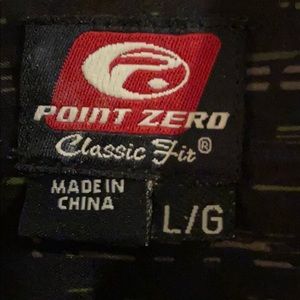 POINT ZERO
Classic Fit®
MADE IN
CHINA
L/G